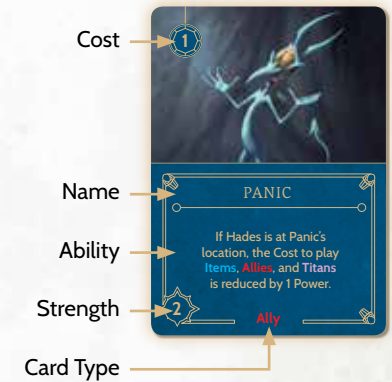 Cost
1
Name
PANIC
Ability
If Hades is at Panic's
location, the Cost to play
Items, Allies, and Titans
is reduced by 1 Power.
Strength
2
Ally
Card Type